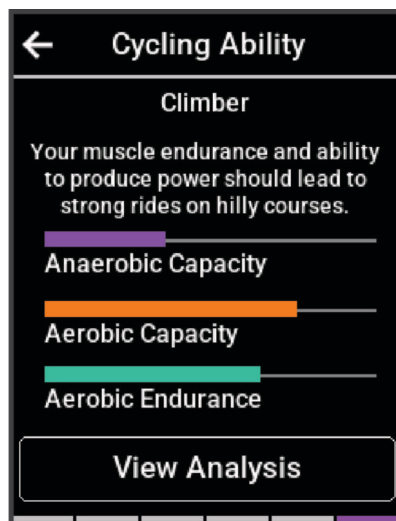 Cycling Ability
Climber
Your muscle endurance and ability
to produce power should lead to
strong rides on hilly courses.
Anaerobic Capacity
Aerobic Capacity
Aerobic Endurance
View Analysis